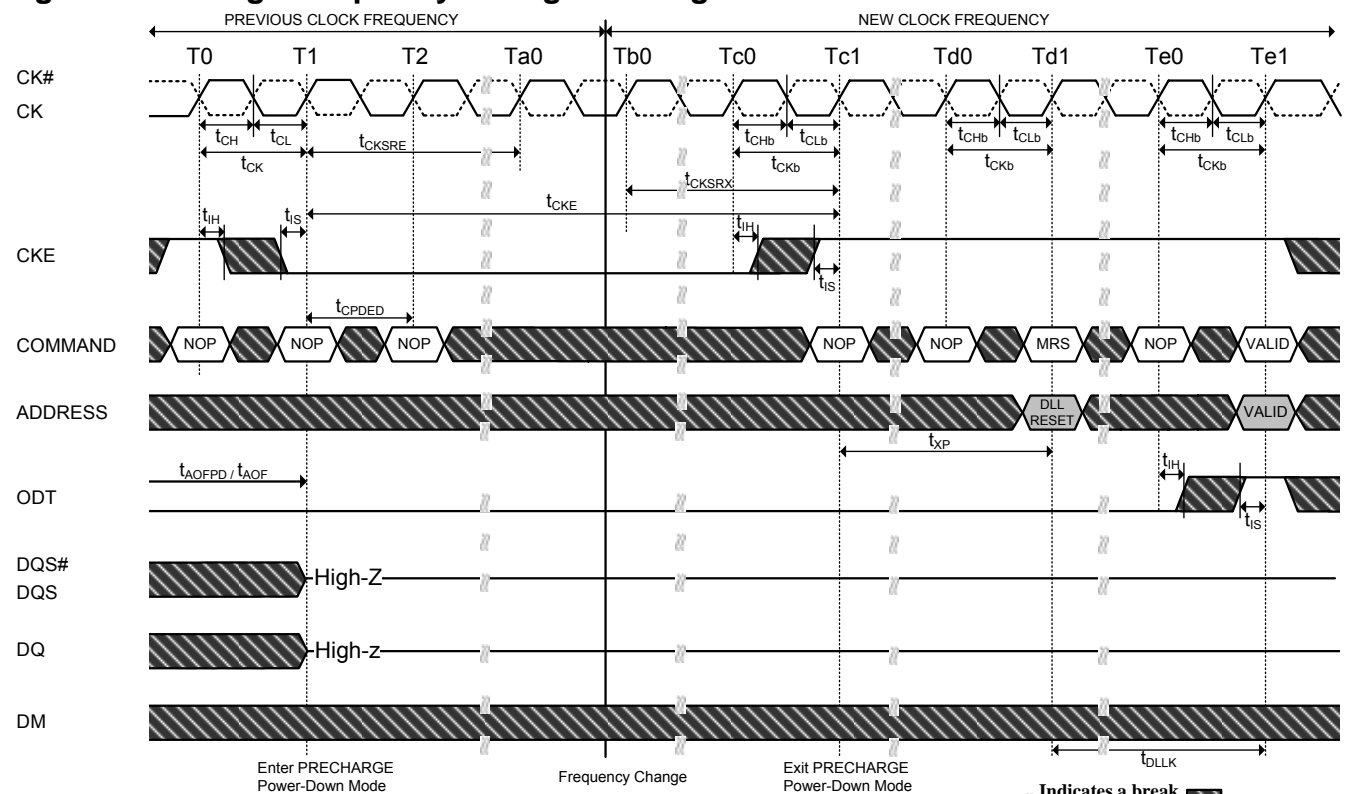 PREVIOUS CLOCK FREQUENCY NEW CLOCK FREQUENCY
T0 T1 T2 Ta0 Tb0 Tc0 Tc1 Td0 Td1 Te0 Te1
CK#
CK
tCH tCL tCHb tCLb tCHb tCLb tCHb tCLb
tCK tCKSRE tCKb tCKb tCKb
tCKSRX
tCKE
tIH tIS tIH
CKE
tIS
tCPDED
COMMAND NOP NOP NOP NOP NOP MRS NOP VALID
ADDRESS DLL RESET VALID
tXP
tAOFPD / tAOF tIH
ODT
tIS
DQS#
DQS High-Z
DQ High-z
DM
tDLLK
Enter PRECHARGE
Power-Down Mode
Frequency Change
Exit PRECHARGE
Power-Down Mode
Indicates a break